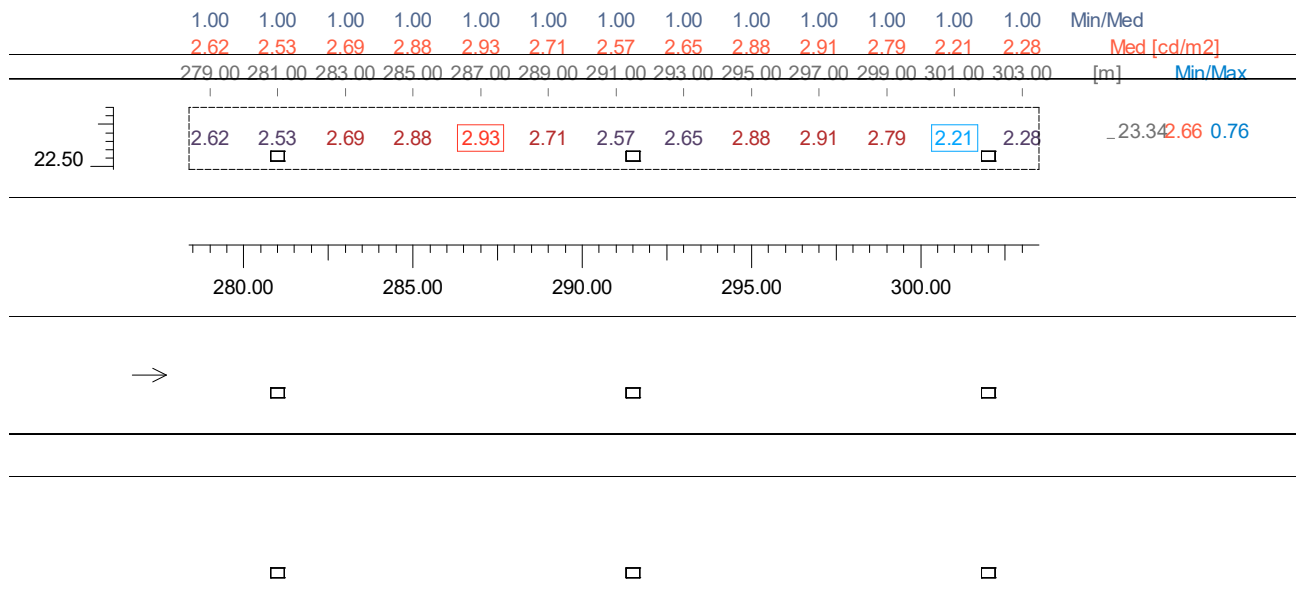 1.00 1.00 1.00 1.00 1.00 1.00 1.00 1.00 1.00 1.00 1.00 1.00 1.00 Min/Med
2.62 2.53 2.69 2.88 2.93 2.71 2.57 2.65 2.88 2.91 2.79 2.21 2.28 Med [cd/m2]
279.00 281.00 283.00 285.00 287.00 289.00 291.00 293.00 295.00 297.00 299.00 301.00 303.00 [m] Min/Max
2.62 2.53 2.69 2.88 2.93 2.71 2.57 2.65 2.88 2.91 2.79 2.21 2.28 23.34 2.66 0.76
22.50
280.00 285.00 290.00 295.00 300.00